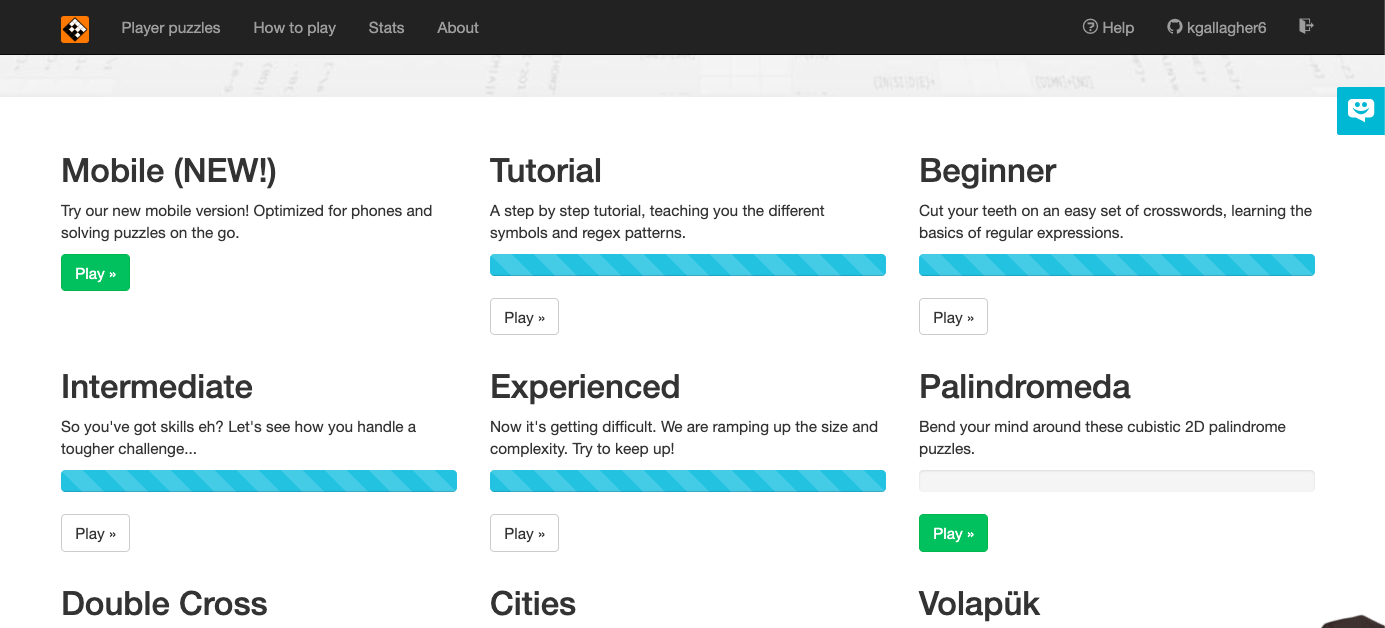 Player puzzles How to play Stats About Help kgallagher6
Mobile (NEW!)
Try our new mobile version! Optimized for phones and
solving puzzles on the go.
Play »
Tutorial
A step by step tutorial, teaching you the different
symbols and regex patterns.
Play »
Beginner
Cut your teeth on an easy set of crosswords, learning the
basics of regular expressions.
Play »
Intermediate
So you've got skills eh? Let's see how you handle a
tougher challenge...
Play »
Experienced
Now it's getting difficult. We are ramping up the size and
complexity. Try to keep up!
Play »
Palindromeda
Bend your mind around these cubistic 2D palindrome
puzzles.
Play »
Double Cross
Cities
Volapük